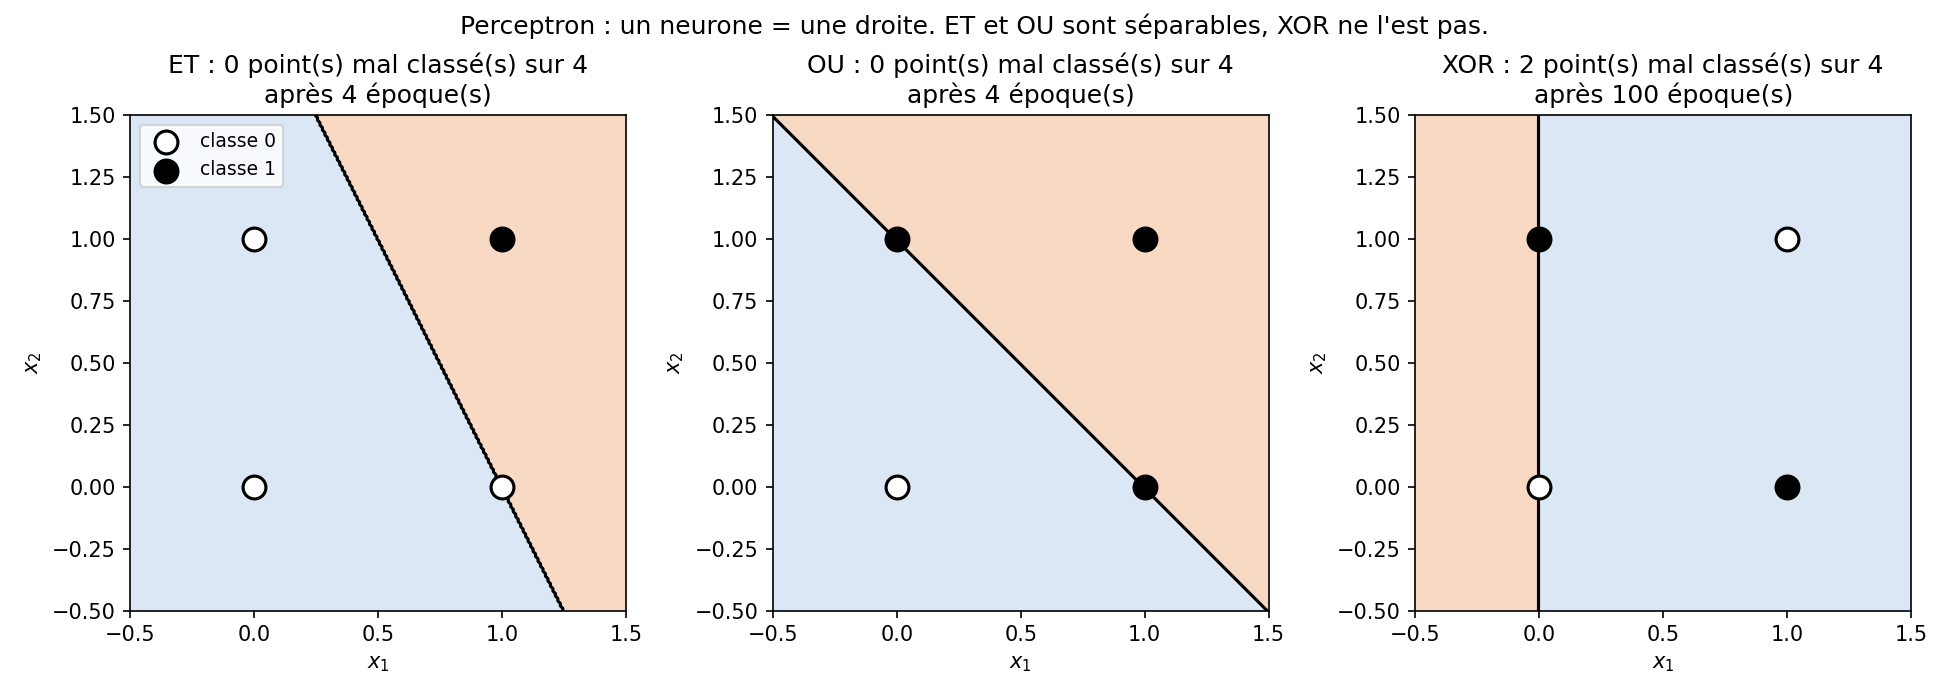 Perceptron : un neurone = une droite. ET et OU sont séparables, XOR ne l'est pas.
ET : 0 point(s) mal classé(s) sur 4
après 4 époque(s)
classe 0
classe 1
1.50
1.25
1.00
0.75
0.50
0.25
0.00
−0.25
−0.50
x₂
−0.5
0.0
0.5
1.0
1.5
x₁
OU : 0 point(s) mal classé(s) sur 4
après 4 époque(s)
1.50
1.25
1.00
0.75
0.50
0.25
0.00
−0.25
−0.50
x₂
−0.5
0.0
0.5
1.0
1.5
x₁
XOR : 2 point(s) mal classé(s) sur 4
après 100 époque(s)
1.50
1.25
1.00
0.75
0.50
0.25
0.00
−0.25
−0.50
x₂
−0.5
0.0
0.5
1.0
1.5
x₁